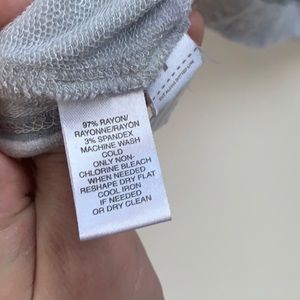 97% RAYON/
RAYONNE/RAYÓN
3% SPANDEX
MACHINE WASH
COLD
ONLY NON-
CHLORINE BLEACH
WHEN NEEDED
RESHAPE DRY FLAT
COOL IRON
IF NEEDED
OR DRY CLEAN